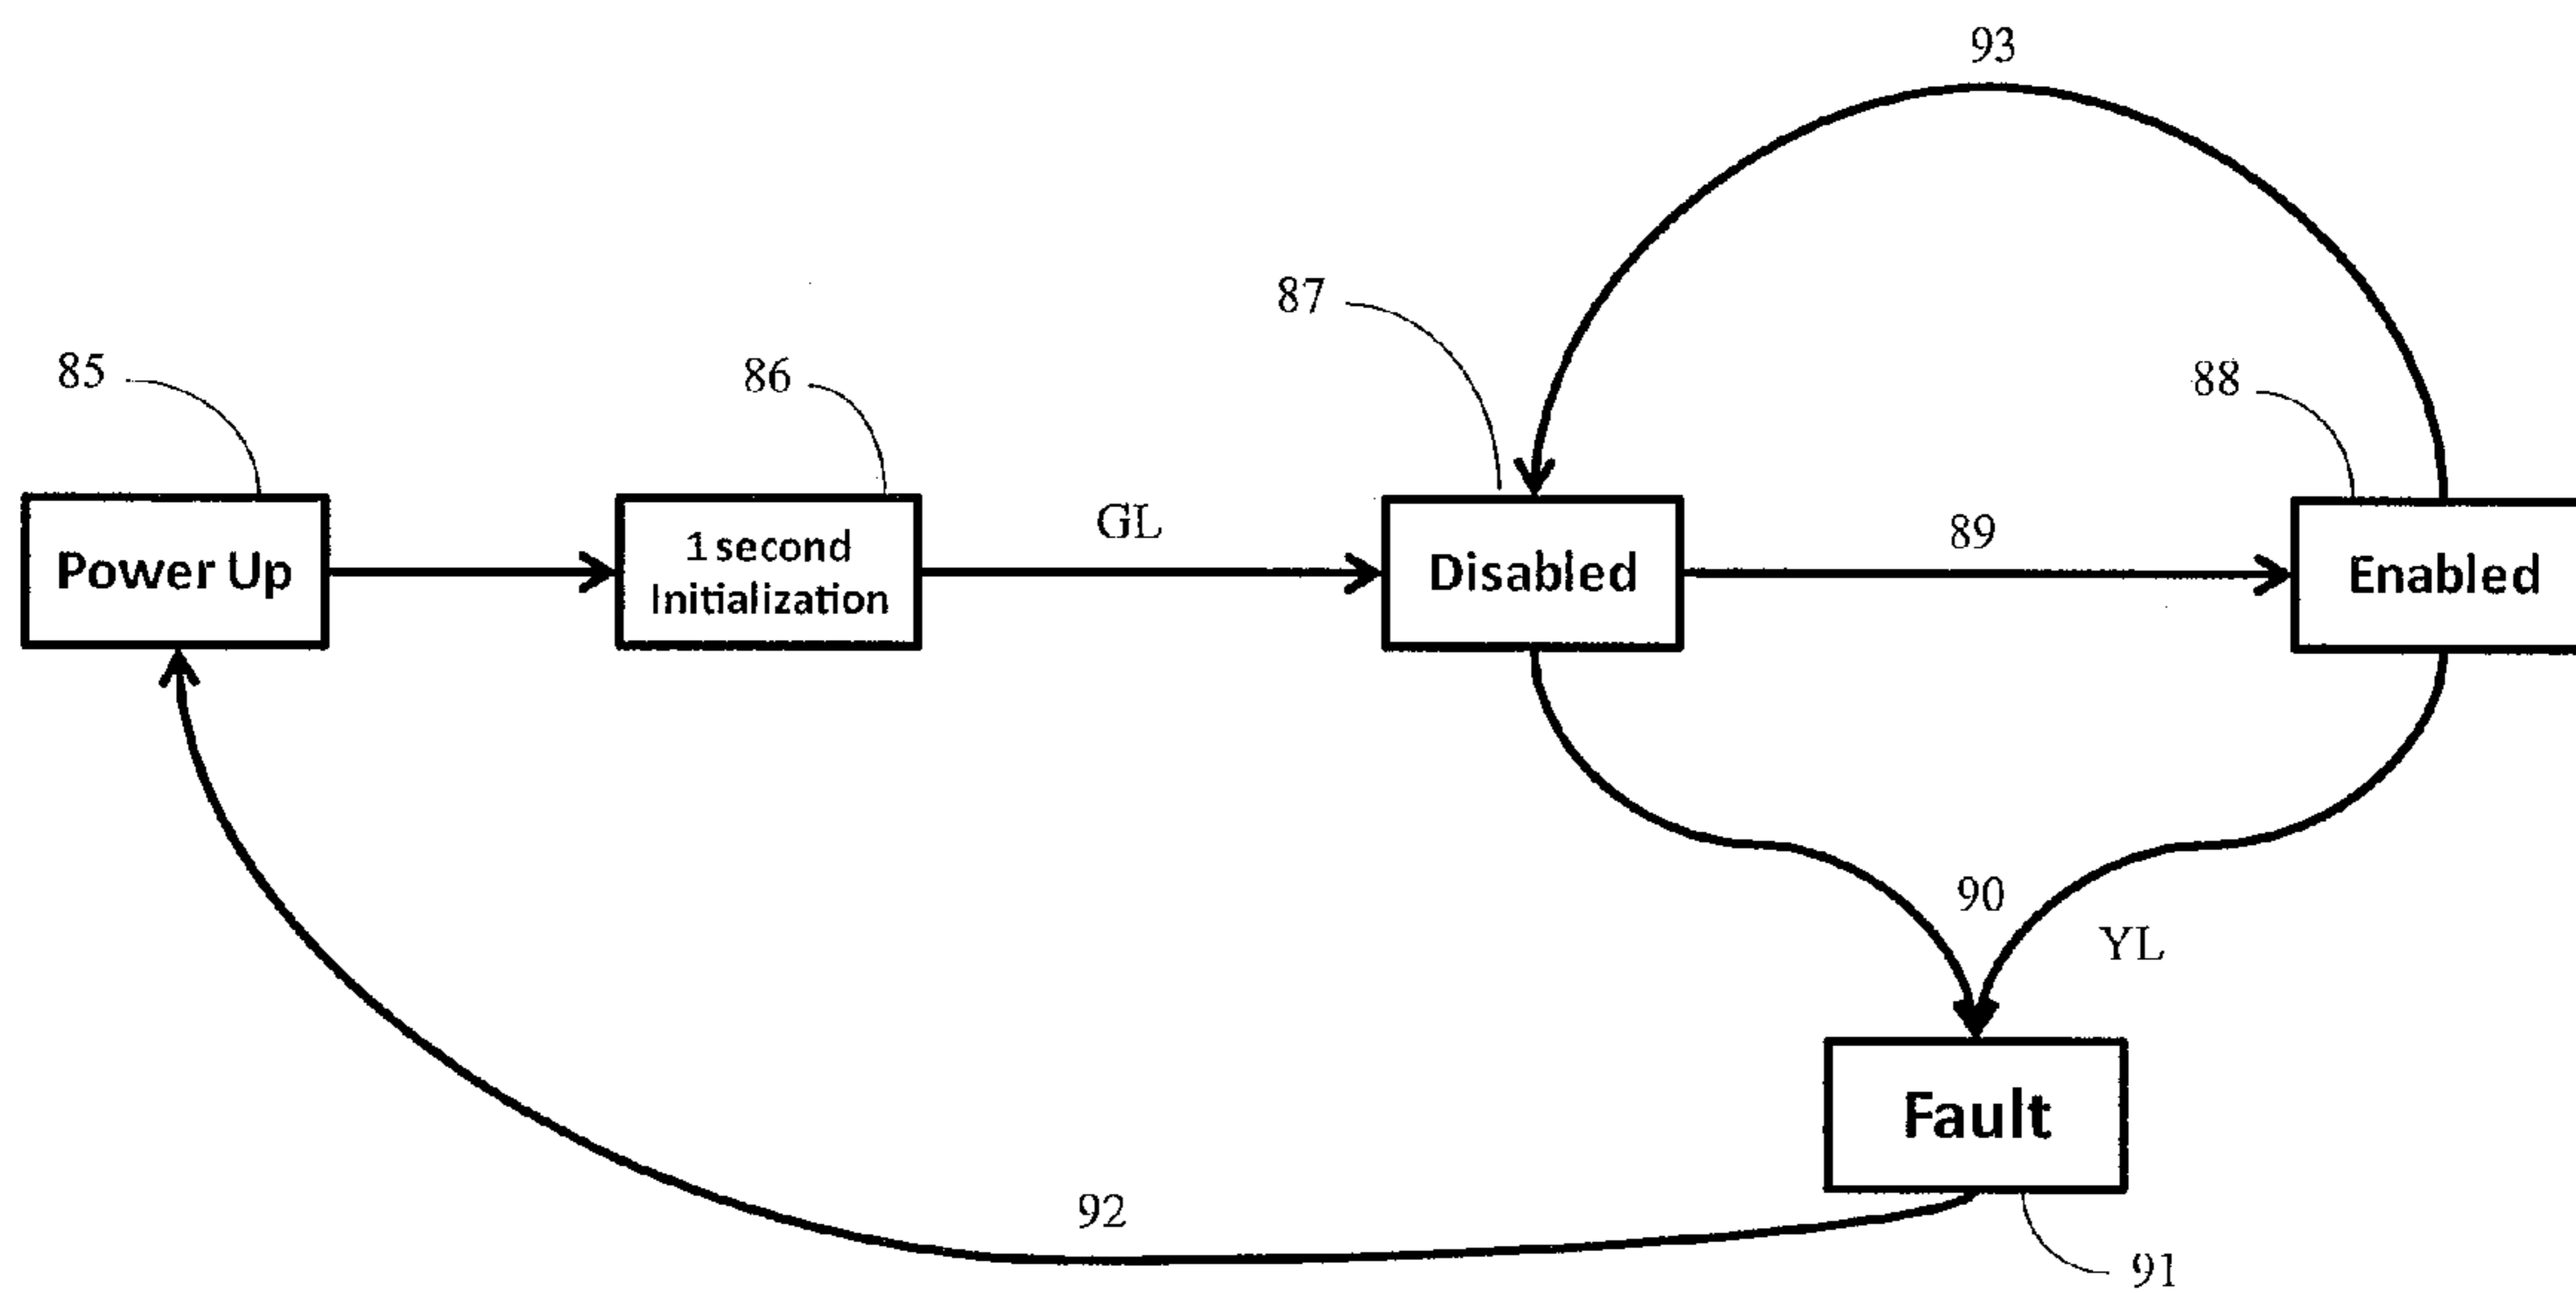 93
87
85
86
88
GL
89
Power Up
1 second
Initialization
Disabled
Enabled
90
YL
Fault
92
91